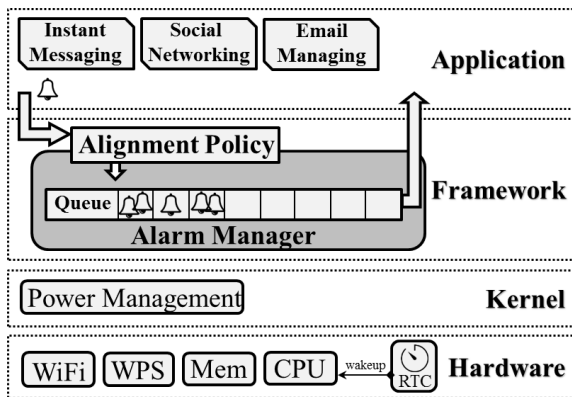 Instant
Messaging
Social
Networking
Email
Managing
Application
Alignment Policy
Queue
Alarm Manager
Framework
Power Management
Kernel
WiFi
WPS
Mem
CPU
wakeup
RTC
Hardware